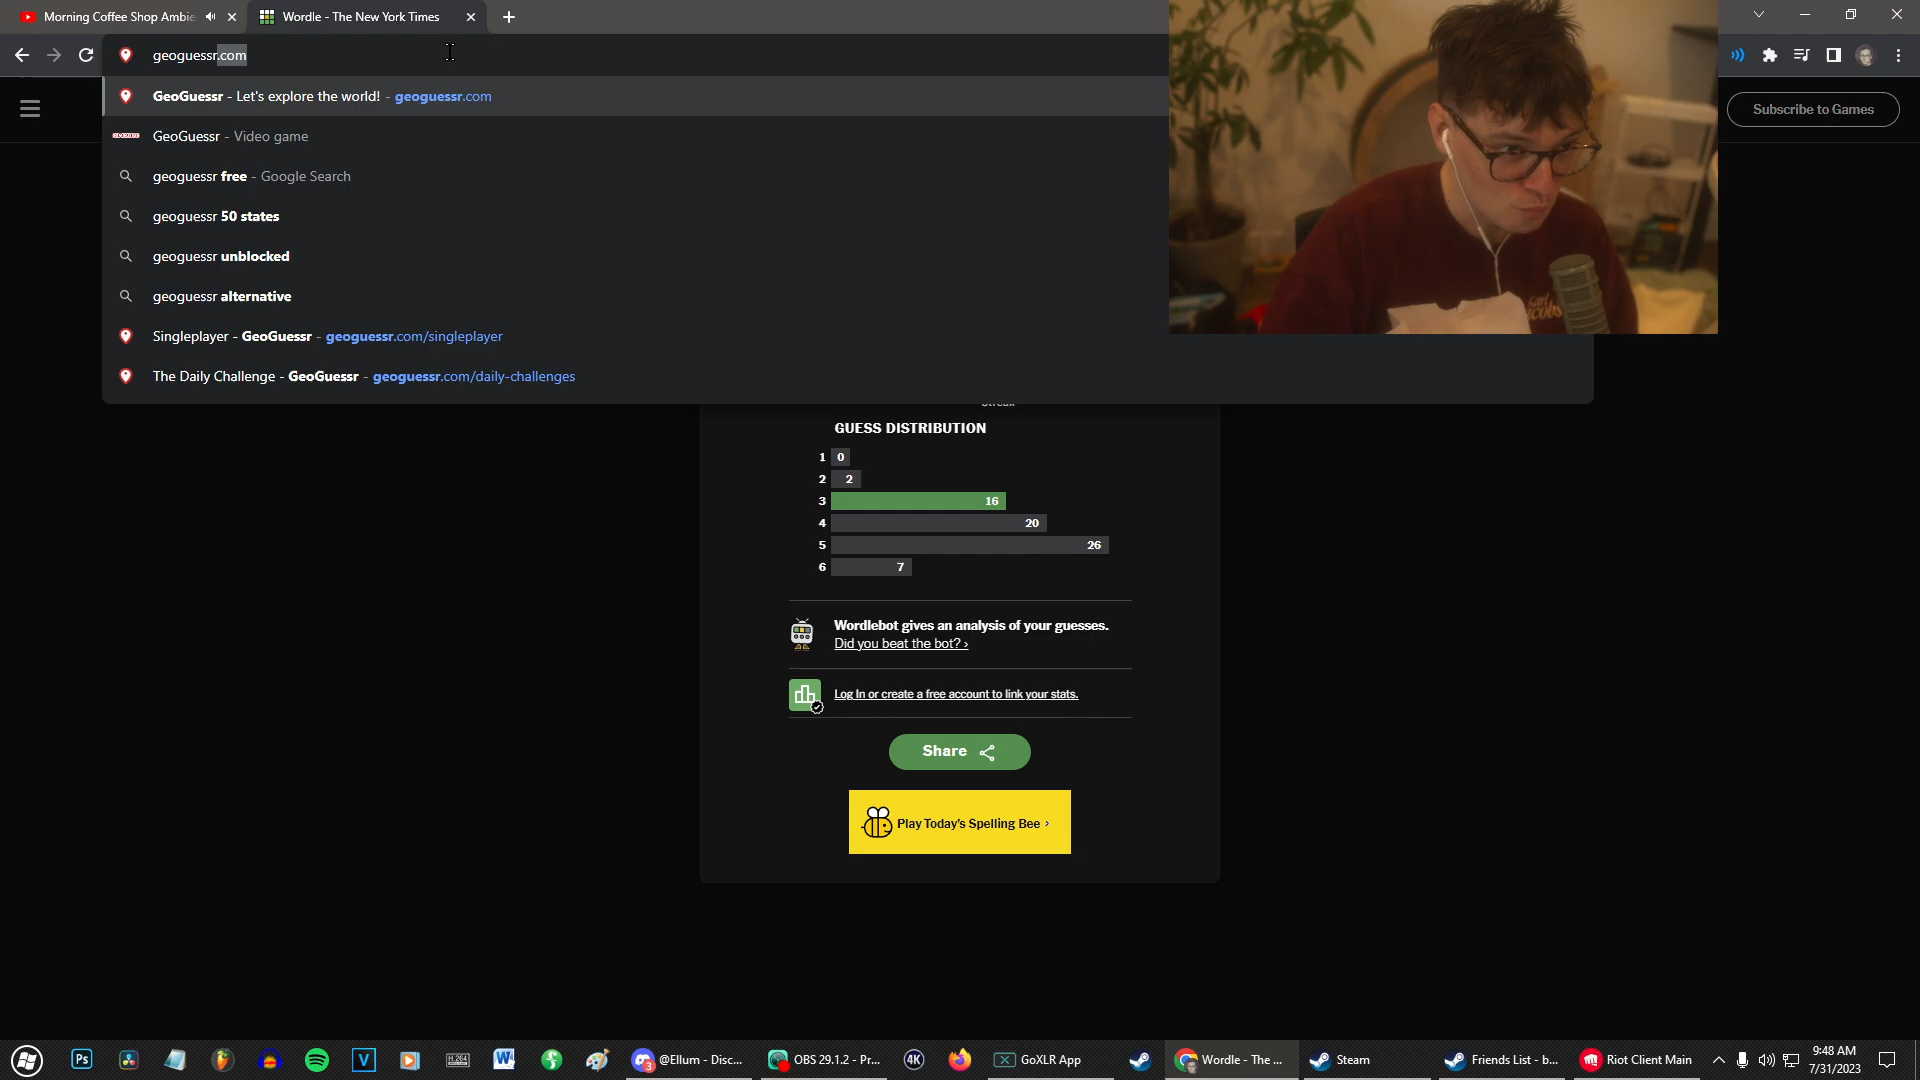 Morning Coffee Shop Ambie
Wordle - The New York Times
geoguessr.com
GeoGuessr - Let's explore the world! - geoguessr.com
GeoGuessr - Video game
geoguessr free - Google Search
geoguessr 50 states
geoguessr unblocked
geoguessr alternative
Singleplayer - GeoGuessr - geoguessr.com/singleplayer
The Daily Challenge - GeoGuessr - geoguessr.com/daily-challenges
Subscribe to Games
GUESS DISTRIBUTION
1 0
2 2
3 16
4 20
5 26
6 7
Wordlebot gives an analysis of your guesses.
Did you beat the bot? ›
Log In or create a free account to link your stats.
Share
Play Today's Spelling Bee ›
Ps
H.264
W
V
3
@Ellum - Disc...
OBS 29.1.2 - Pr...
4K
GoXLR App
Wordle - The ...
Steam
Friends List - b...
Riot Client Main
9:48 AM
7/31/2023